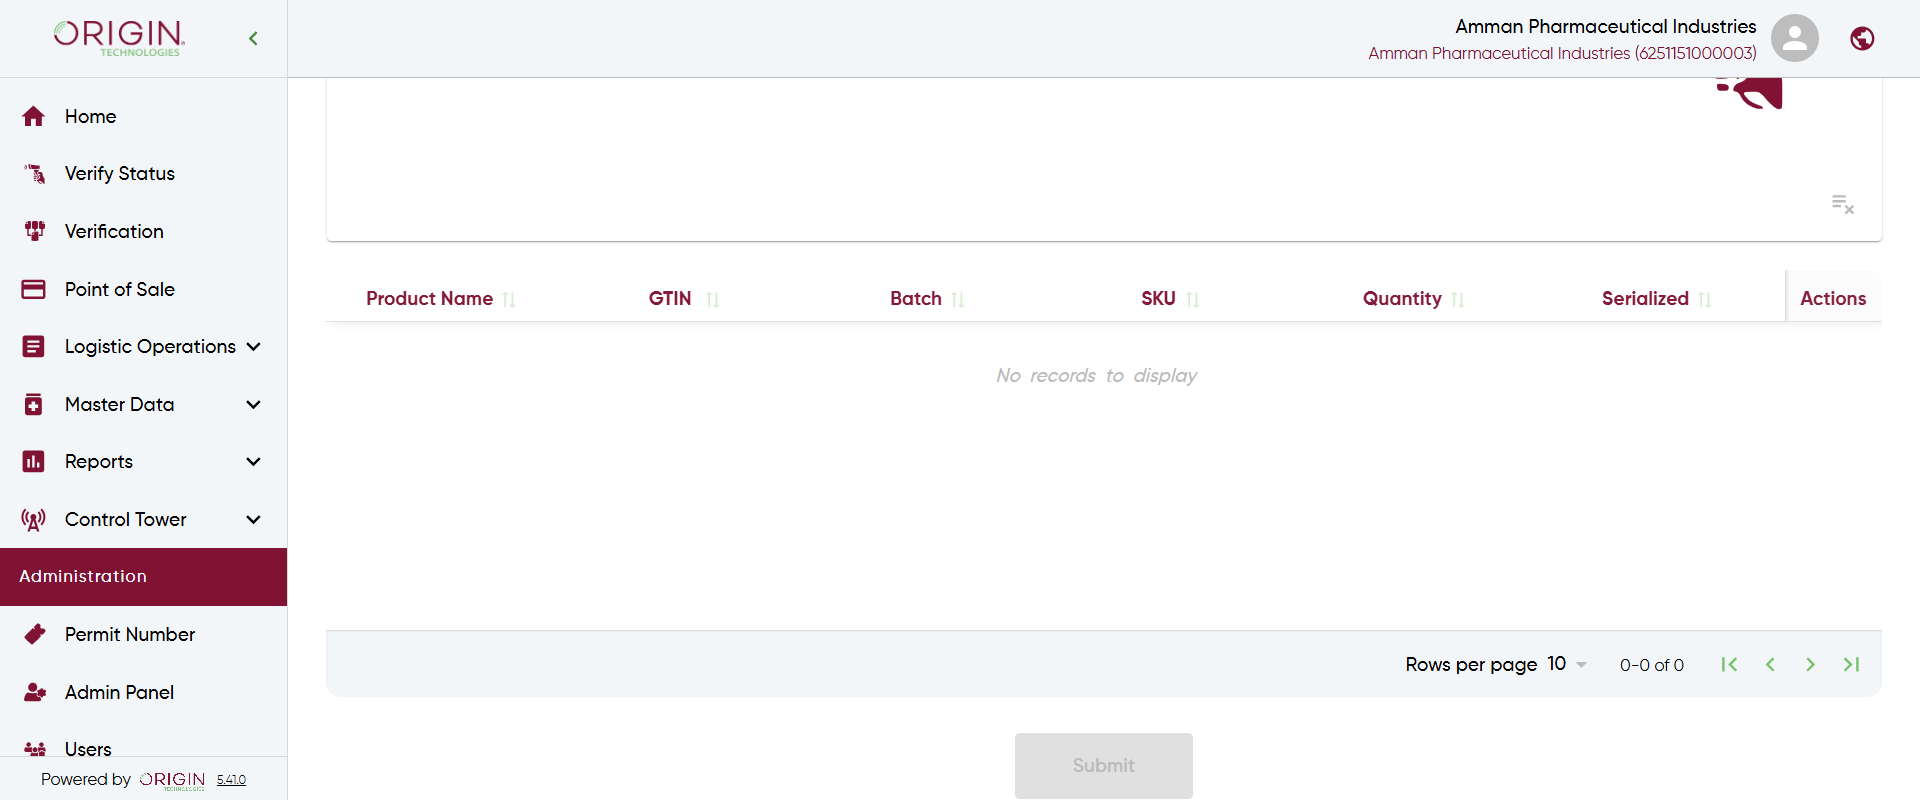 ORIGIN
TECHNOLOGIES
Amman Pharmaceutical Industries
Amman Pharmaceutical Industries (6251151000003)
Home
Verify Status
Verification
Point of Sale
Logistic Operations
Master Data
Reports
Control Tower
Administration
Permit Number
Admin Panel
Users
Powered by ORIGIN TECHNOLOGIES 5.41.0
Product Name GTIN Batch SKU Quantity Serialized Actions
No records to display
Rows per page 10 0-0 of 0
Submit